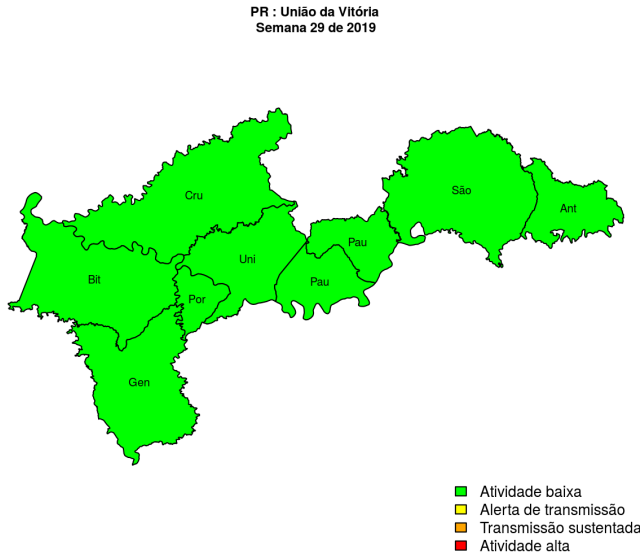 PR : União da Vitória
Semana 29 de 2019
Cru
São
Ant
Pau
Uni
Bit
Pau
Por
Gen
Atividade baixa
Alerta de transmissão
Transmissão sustentada
Atividade alta